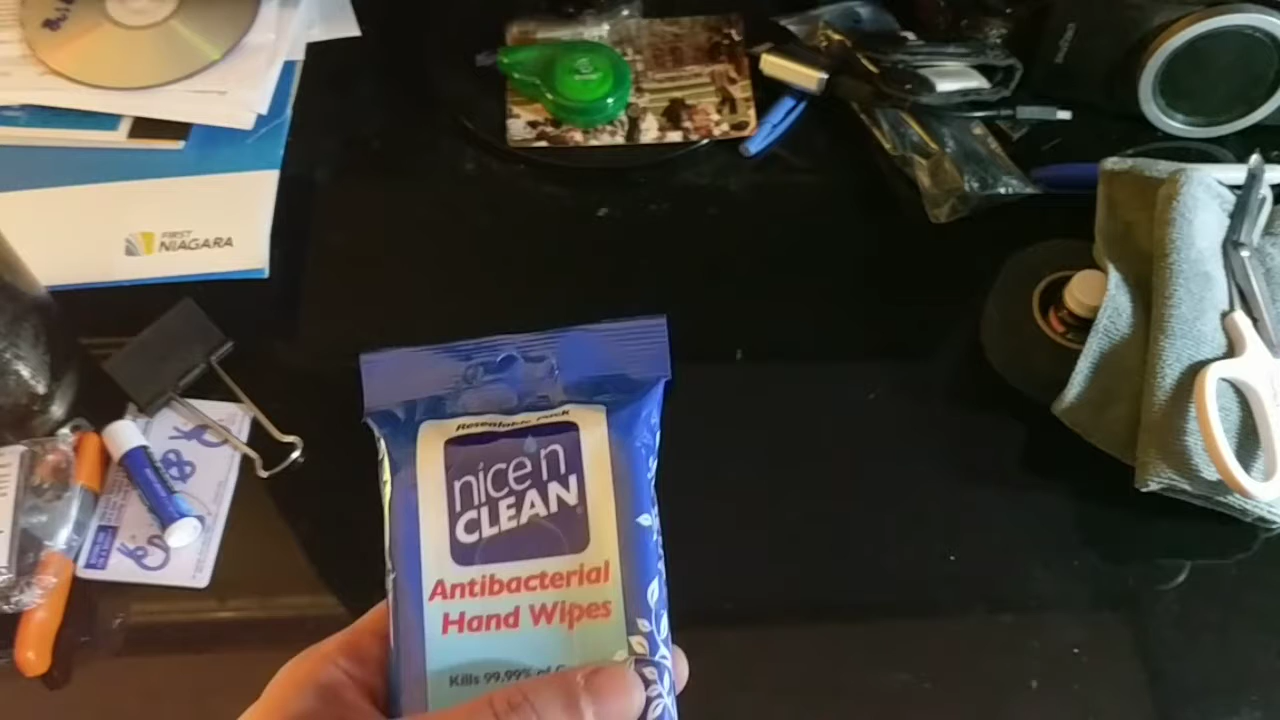 FIRST
NIAGARA
Resealable Pack
nice'n
CLEAN
Antibacterial
Hand Wipes
Kills 99.99% of